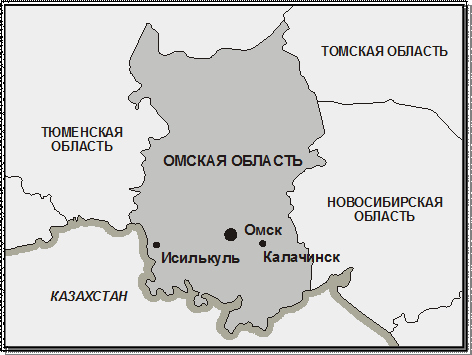 ТОМСКАЯ ОБЛАСТЬ
ТЮМЕНСКАЯ
ОБЛАСТЬ
ОМСКАЯ ОБЛАСТЬ
НОВОСИБИРСКАЯ
ОБЛАСТЬ
Омск
Исилькуль
Калачинск
КАЗАХСТАН